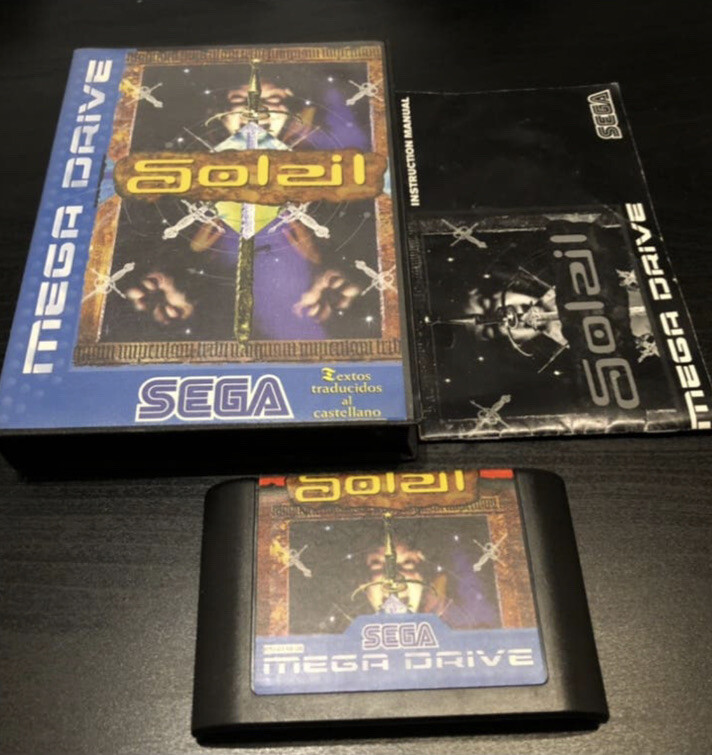 MEGA DRIVE
Soleil
SEGA
Textos
traducidos
al
castellano
INSTRUCTION MANUAL
SEGA
Soleil
MEGA DRIVE
Soleil
SEGA
MEGA DRIVE